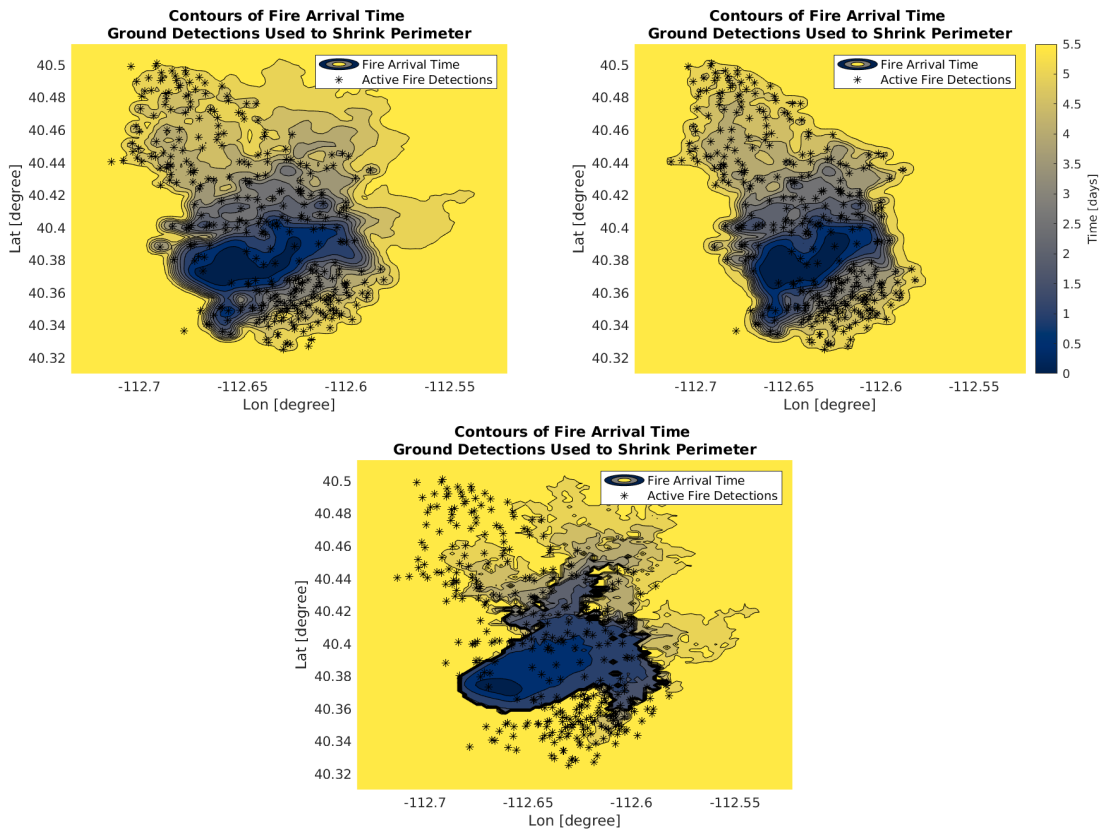 Contours of Fire Arrival Time
Ground Detections Used to Shrink Perimeter
Fire Arrival Time
Active Fire Detections
40.5
40.48
40.46
40.44
40.42
40.4
40.38
40.36
40.34
40.32
Lat [degree]
-112.7
-112.65
-112.6
-112.55
Lon [degree]
Contours of Fire Arrival Time
Ground Detections Used to Shrink Perimeter
Fire Arrival Time
Active Fire Detections
40.5
40.48
40.46
40.44
40.42
40.4
40.38
40.36
40.34
40.32
Lat [degree]
-112.7
-112.65
-112.6
-112.55
Lon [degree]
5.5
5
4.5
4
3.5
3
2.5
2
1.5
1
0.5
0
Time [days]
Contours of Fire Arrival Time
Ground Detections Used to Shrink Perimeter
Fire Arrival Time
Active Fire Detections
40.5
40.48
40.46
40.44
40.42
40.4
40.38
40.36
40.34
40.32
Lat [degree]
-112.7
-112.65
-112.6
-112.55
Lon [degree]